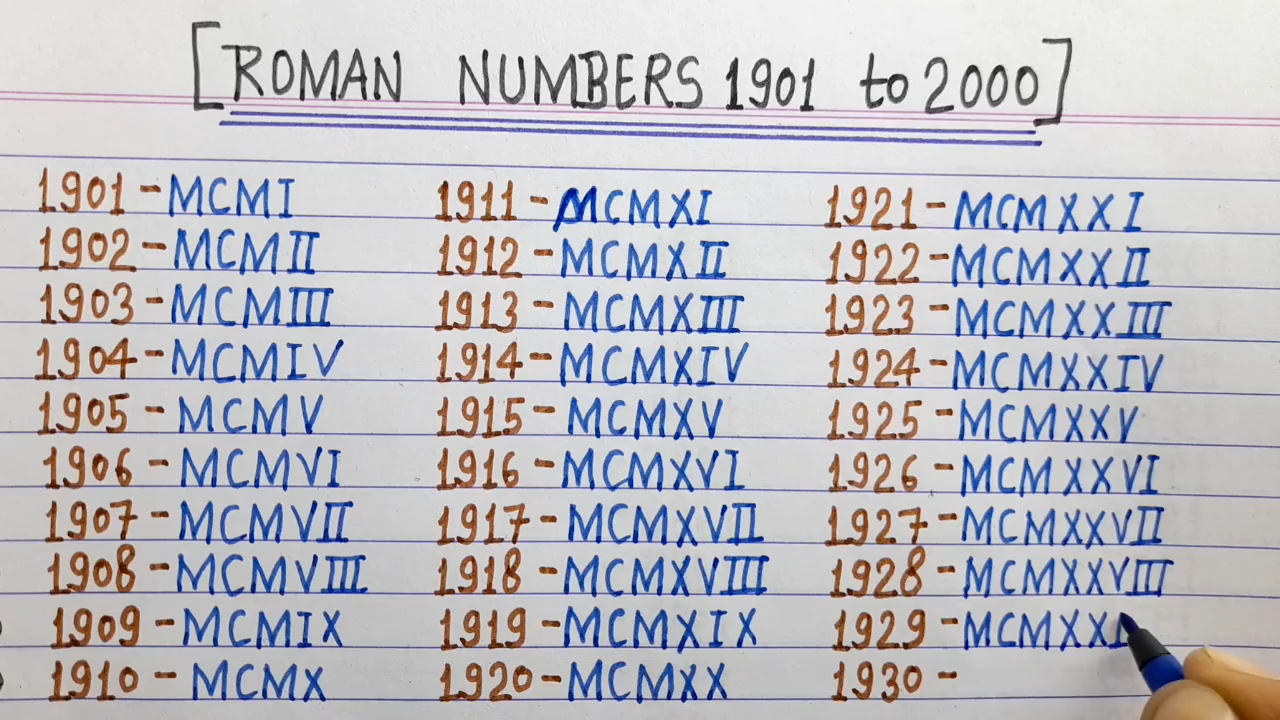 [ROMAN NUMBERS 1901 to 2000]
1901 - MCMI
1902 - MCMII
1903 - MCMIII
1904 - MCMIV
1905 - MCMV
1906 - MCMVI
1907 - MCMVII
1908 - MCMVIII
1909 - MCMIX
1910 - MCMX
1911 - MCMXI
1912 - MCMXII
1913 - MCMXIII
1914 - MCMXIV
1915 - MCMXV
1916 - MCMXVI
1917 - MCMXVII
1918 - MCMXVIII
1919 - MCMXIX
1920 - MCMXX
1921 - MCMXXI
1922 - MCMXXII
1923 - MCMXXIII
1924 - MCMXXIV
1925 - MCMXXV
1926 - MCMXXVI
1927 - MCMXXVII
1928 - MCMXXVIII
1929 - MCMXXI
1930 -